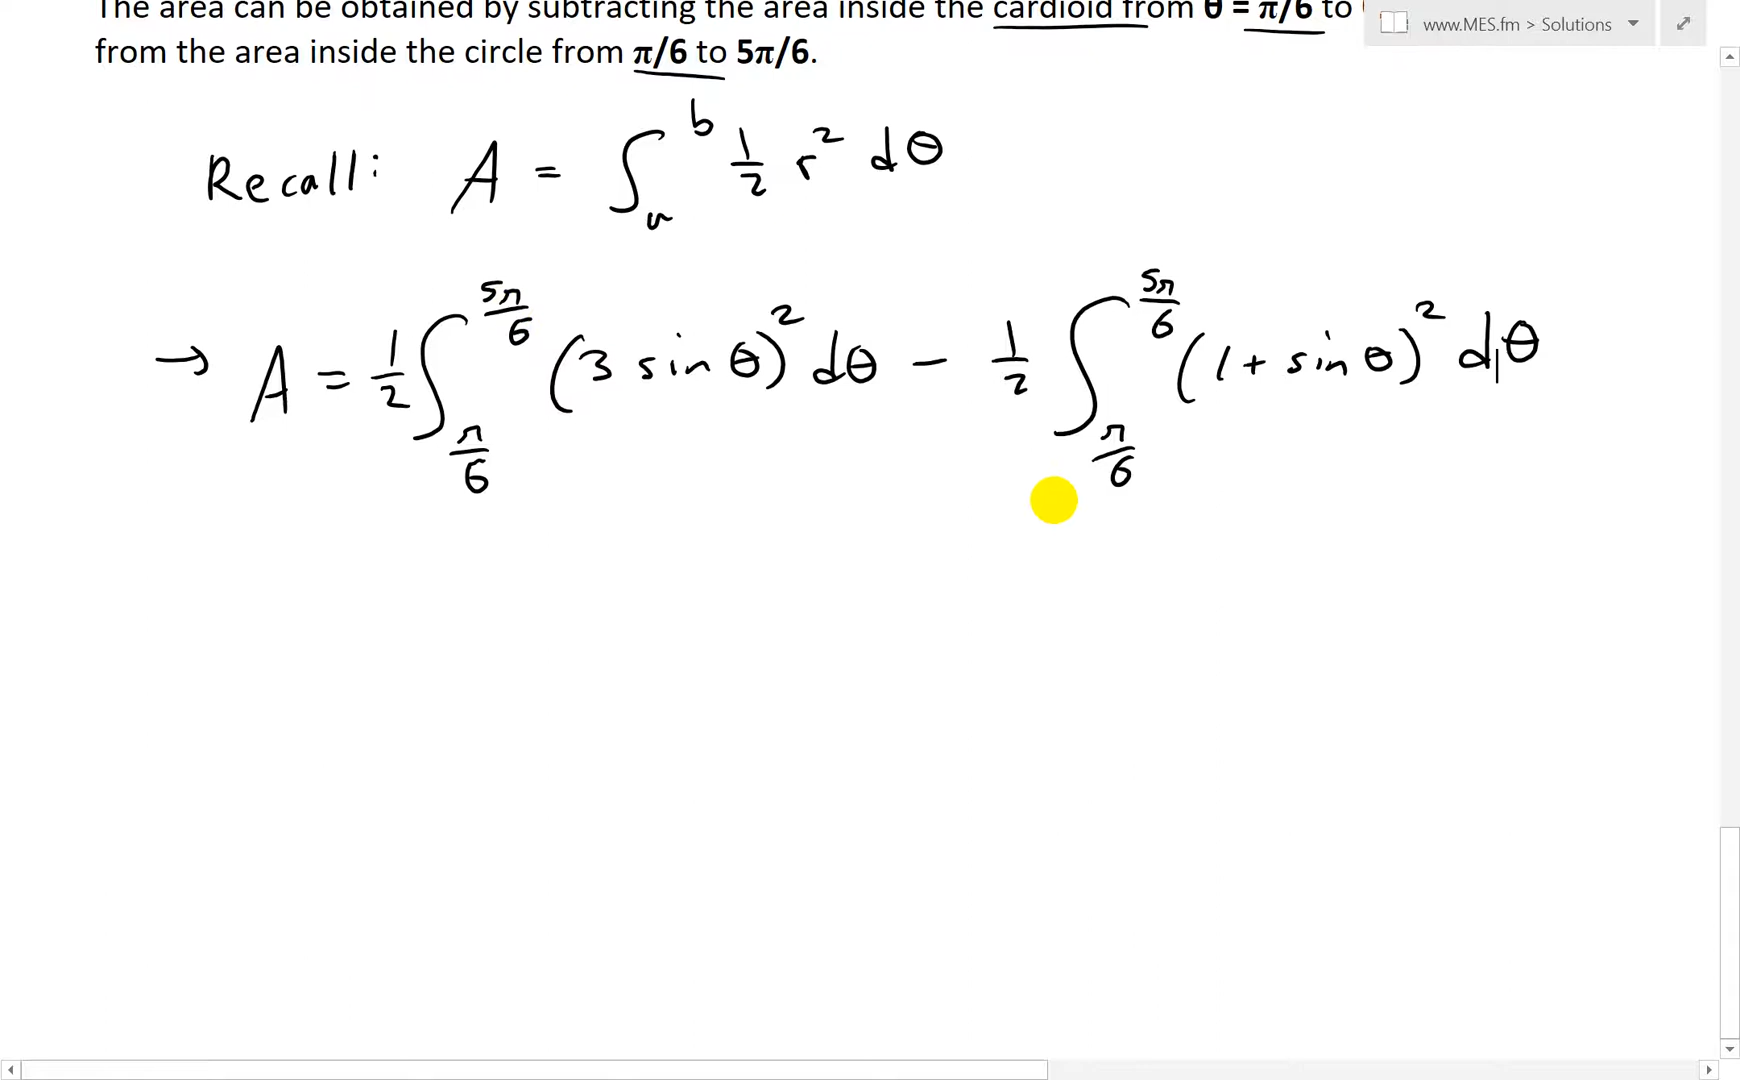 The area can be obtained by subtracting the area inside the cardioid from θ = π/6 to
www.MES.fm > Solutions
from the area inside the circle from π/6 to 5π/6.
Recall: A = ∫_a^b 1/2 r² dθ
→ A = 1/2 ∫_{π/6}^{5π/6} (3 sin θ)² dθ − 1/2 ∫_{π/6}^{5π/6} (1 + sin θ)² dθ